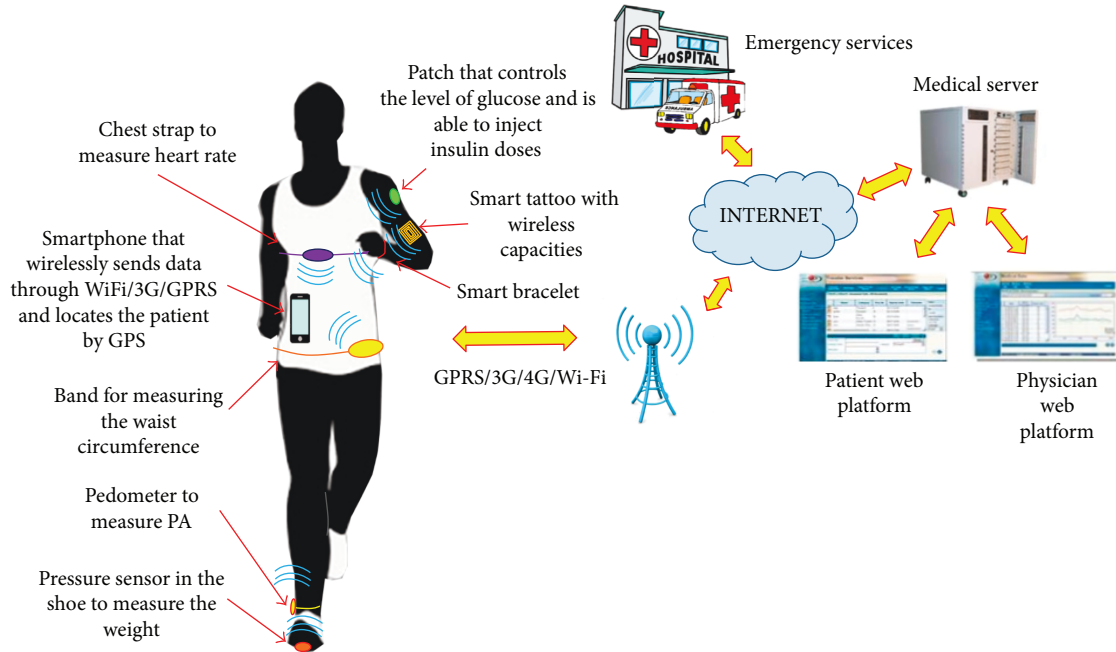 Emergency services
HOSPITAL
AMBULANCE
Medical server
Patch that controls
the level of glucose and is
able to inject
insulin doses
Chest strap to
measure heart rate
Smart tattoo with
wireless
capacities
INTERNET
Smartphone that
wirelessly sends data
through WiFi/3G/GPRS
and locates the patient
by GPS
Smart bracelet
GPRS/3G/4G/Wi-Fi
Patient web
platform
Physician
web
platform
Band for measuring
the waist
circumference
Pedometer to
measure PA
Pressure sensor in the
shoe to measure the
weight